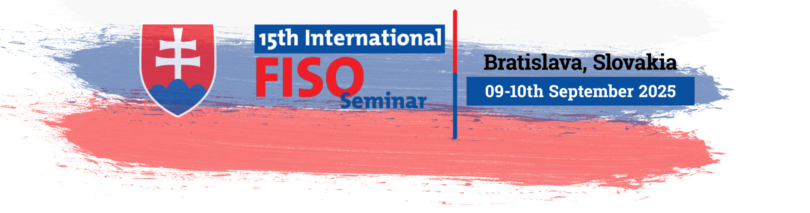 15th International
FISO
Seminar
Bratislava, Slovakia
09-10th September 2025